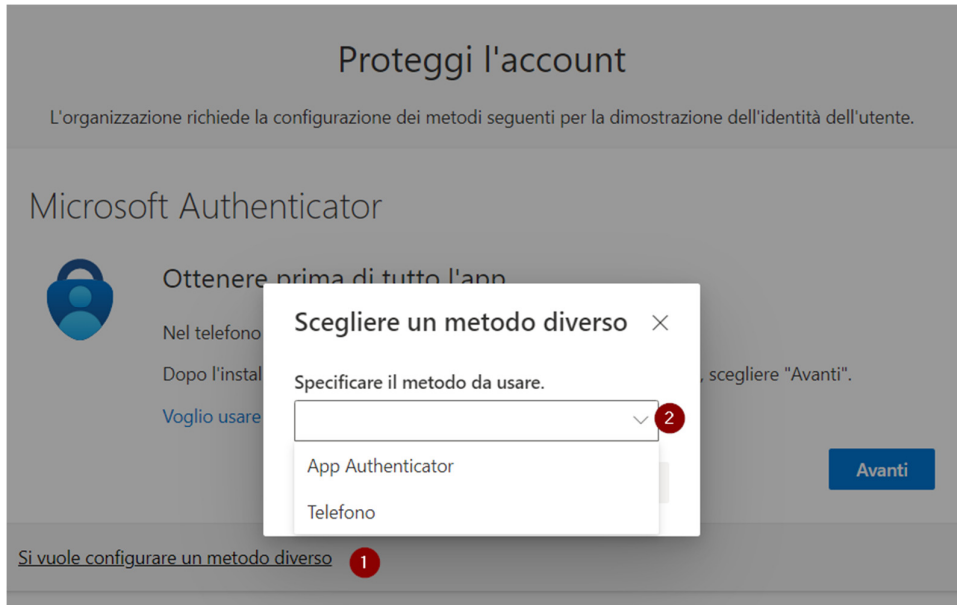 Proteggi l'account
L'organizzazione richiede la configurazione dei metodi seguenti per la dimostrazione dell'identità dell'utente.
Microsoft Authenticator
Ottenere prima di tutto l'app
Nel telefono
Dopo l'instal , scegliere "Avanti".
Voglio usare
Scegliere un metodo diverso
Specificare il metodo da usare.
2
App Authenticator
Telefono
Avanti
Si vuole configurare un metodo diverso
1